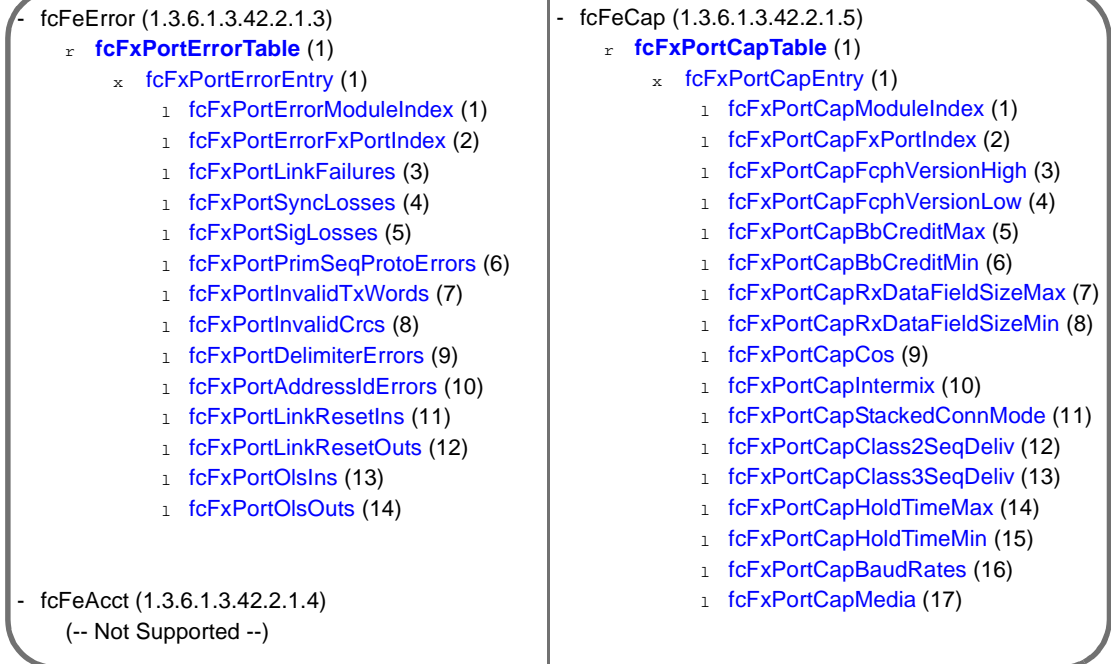 - fcFeError (1.3.6.1.3.42.2.1.3)
r fcFxPortErrorTable (1)
x fcFxPortErrorEntry (1)
l fcFxPortErrorModuleIndex (1)
l fcFxPortErrorFxPortIndex (2)
l fcFxPortLinkFailures (3)
l fcFxPortSyncLosses (4)
l fcFxPortSigLosses (5)
l fcFxPortPrimSeqProtoErrors (6)
l fcFxPortInvalidTxWords (7)
l fcFxPortInvalidCrcs (8)
l fcFxPortDelimiterErrors (9)
l fcFxPortAddressIdErrors (10)
l fcFxPortLinkResetIns (11)
l fcFxPortLinkResetOuts (12)
l fcFxPortOlsIns (13)
l fcFxPortOlsOuts (14)
- fcFeAcct (1.3.6.1.3.42.2.1.4)
(-- Not Supported --)
- fcFeCap (1.3.6.1.3.42.2.1.5)
r fcFxPortCapTable (1)
x fcFxPortCapEntry (1)
l fcFxPortCapModuleIndex (1)
l fcFxPortCapFxPortIndex (2)
l fcFxPortCapFcphVersionHigh (3)
l fcFxPortCapFcphVersionLow (4)
l fcFxPortCapBbCreditMax (5)
l fcFxPortCapBbCreditMin (6)
l fcFxPortCapRxDataFieldSizeMax (7)
l fcFxPortCapRxDataFieldSizeMin (8)
l fcFxPortCapCos (9)
l fcFxPortCapIntermix (10)
l fcFxPortCapStackedConnMode (11)
l fcFxPortCapClass2SeqDeliv (12)
l fcFxPortCapClass3SeqDeliv (13)
l fcFxPortCapHoldTimeMax (14)
l fcFxPortCapHoldTimeMin (15)
l fcFxPortCapBaudRates (16)
l fcFxPortCapMedia (17)